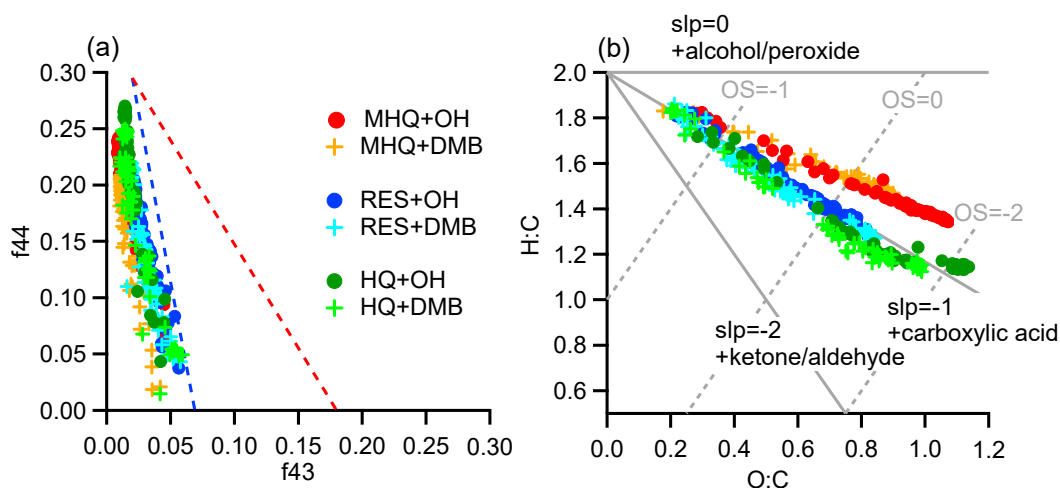 (a)
0.30
0.25
0.20
0.15
0.10
0.05
0.00
f44
0.00 0.05 0.10 0.15 0.20 0.25 0.30
f43
MHQ+OH
MHQ+DMB
RES+OH
RES+DMB
HQ+OH
HQ+DMB
(b)
slp=0
+alcohol/peroxide
2.0
1.8
1.6
1.4
1.2
1.0
0.8
0.6
H:C
OS=-1
OS=0
OS=-2
slp=-2
+ketone/aldehyde
slp=-1
+carboxylic acid
0.0 0.2 0.4 0.6 0.8 1.0 1.2
O:C